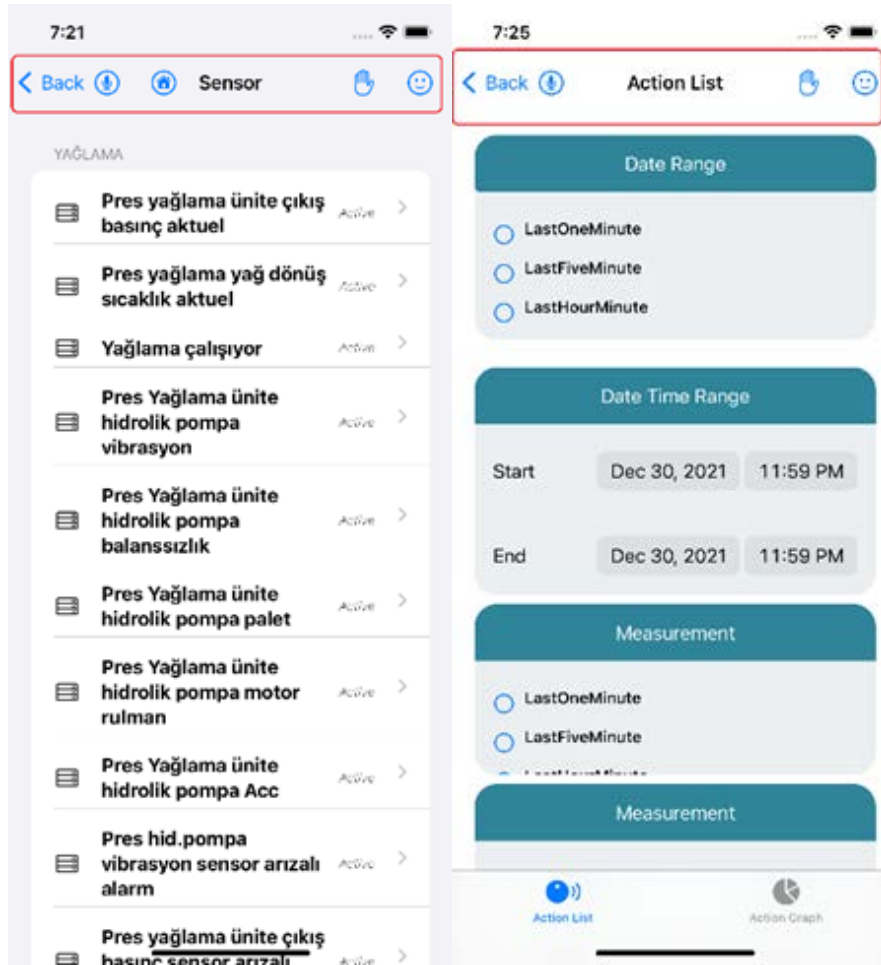 7:21
Back
Sensor
YAĞLAMA
Pres yağlama ünite çıkış
basınç aktuel
Active
Pres yağlama yağ dönüş
sıcaklık aktuel
Active
Yağlama çalışıyor
Active
Pres Yağlama ünite
hidrolik pompa
vibrasyon
Active
Pres Yağlama ünite
hidrolik pompa
balanssızlık
Active
Pres Yağlama ünite
hidrolik pompa palet
Active
Pres Yağlama ünite
hidrolik pompa motor
rulman
Active
Pres Yağlama ünite
hidrolik pompa Acc
Active
Pres hid.pompa
vibrasyon sensor arızalı
alarm
Active
Pres yağlama ünite çıkış
basınç sensor arızalı
Active
7:25
Back
Action List
Date Range
LastOneMinute
LastFiveMinute
LastHourMinute
Date Time Range
Start Dec 30, 2021 11:59 PM
End Dec 30, 2021 11:59 PM
Measurement
LastOneMinute
LastFiveMinute
LastHourMinute
Measurement
Action List
Action Graph